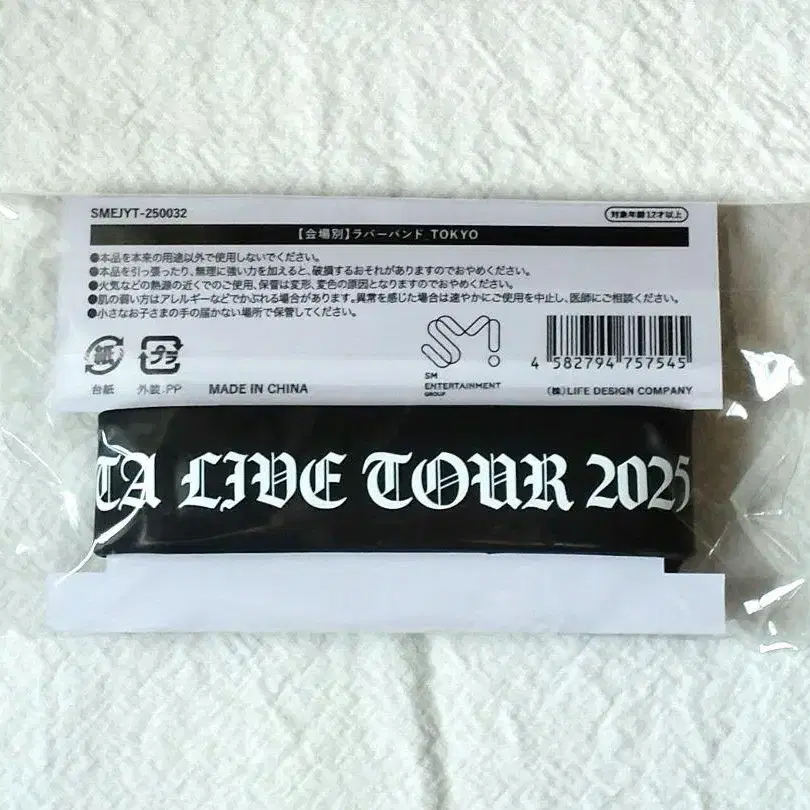 SMEJYT-250032
対象年齢12才以上
【会場別】ラバーバンド_TOKYO
●本品を本来の用途以外で使用しないでください。
●本品を引っ張ったり、無理に強い力を加えると、破損するおそれがありますのでおやめください。
●火気などの熱源の近くでのご使用、保管は変形、変色の原因となりますのでおやめください。
●肌の弱い方はアレルギーなどでかぶれる場合があります。異常を感じた場合は速やかにご使用を中止し、医師にご相談ください。
●小さなお子さまの手の届かない場所で保管してください。
紙
プラ
台紙
外装:PP
MADE IN CHINA
SM
SM
ENTERTAINMENT
GROUP
4 582794 757545
(株)LIFE DESIGN COMPANY
TA LIVE TOUR 2025